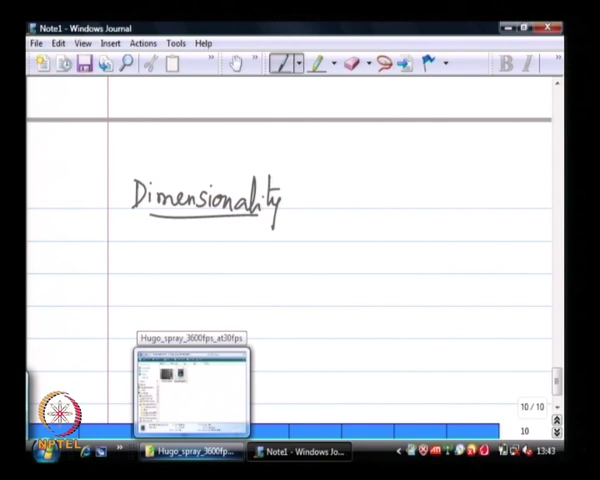 Note1 - Windows Journal
File Edit View Insert Actions Tools Help
B I
Dimensionality
Hugo_spray_3600fps_at30fps
10 / 10
10
NPTEL
Hugo_spray_3600fp...
Note1 - Windows Jo...
13:43